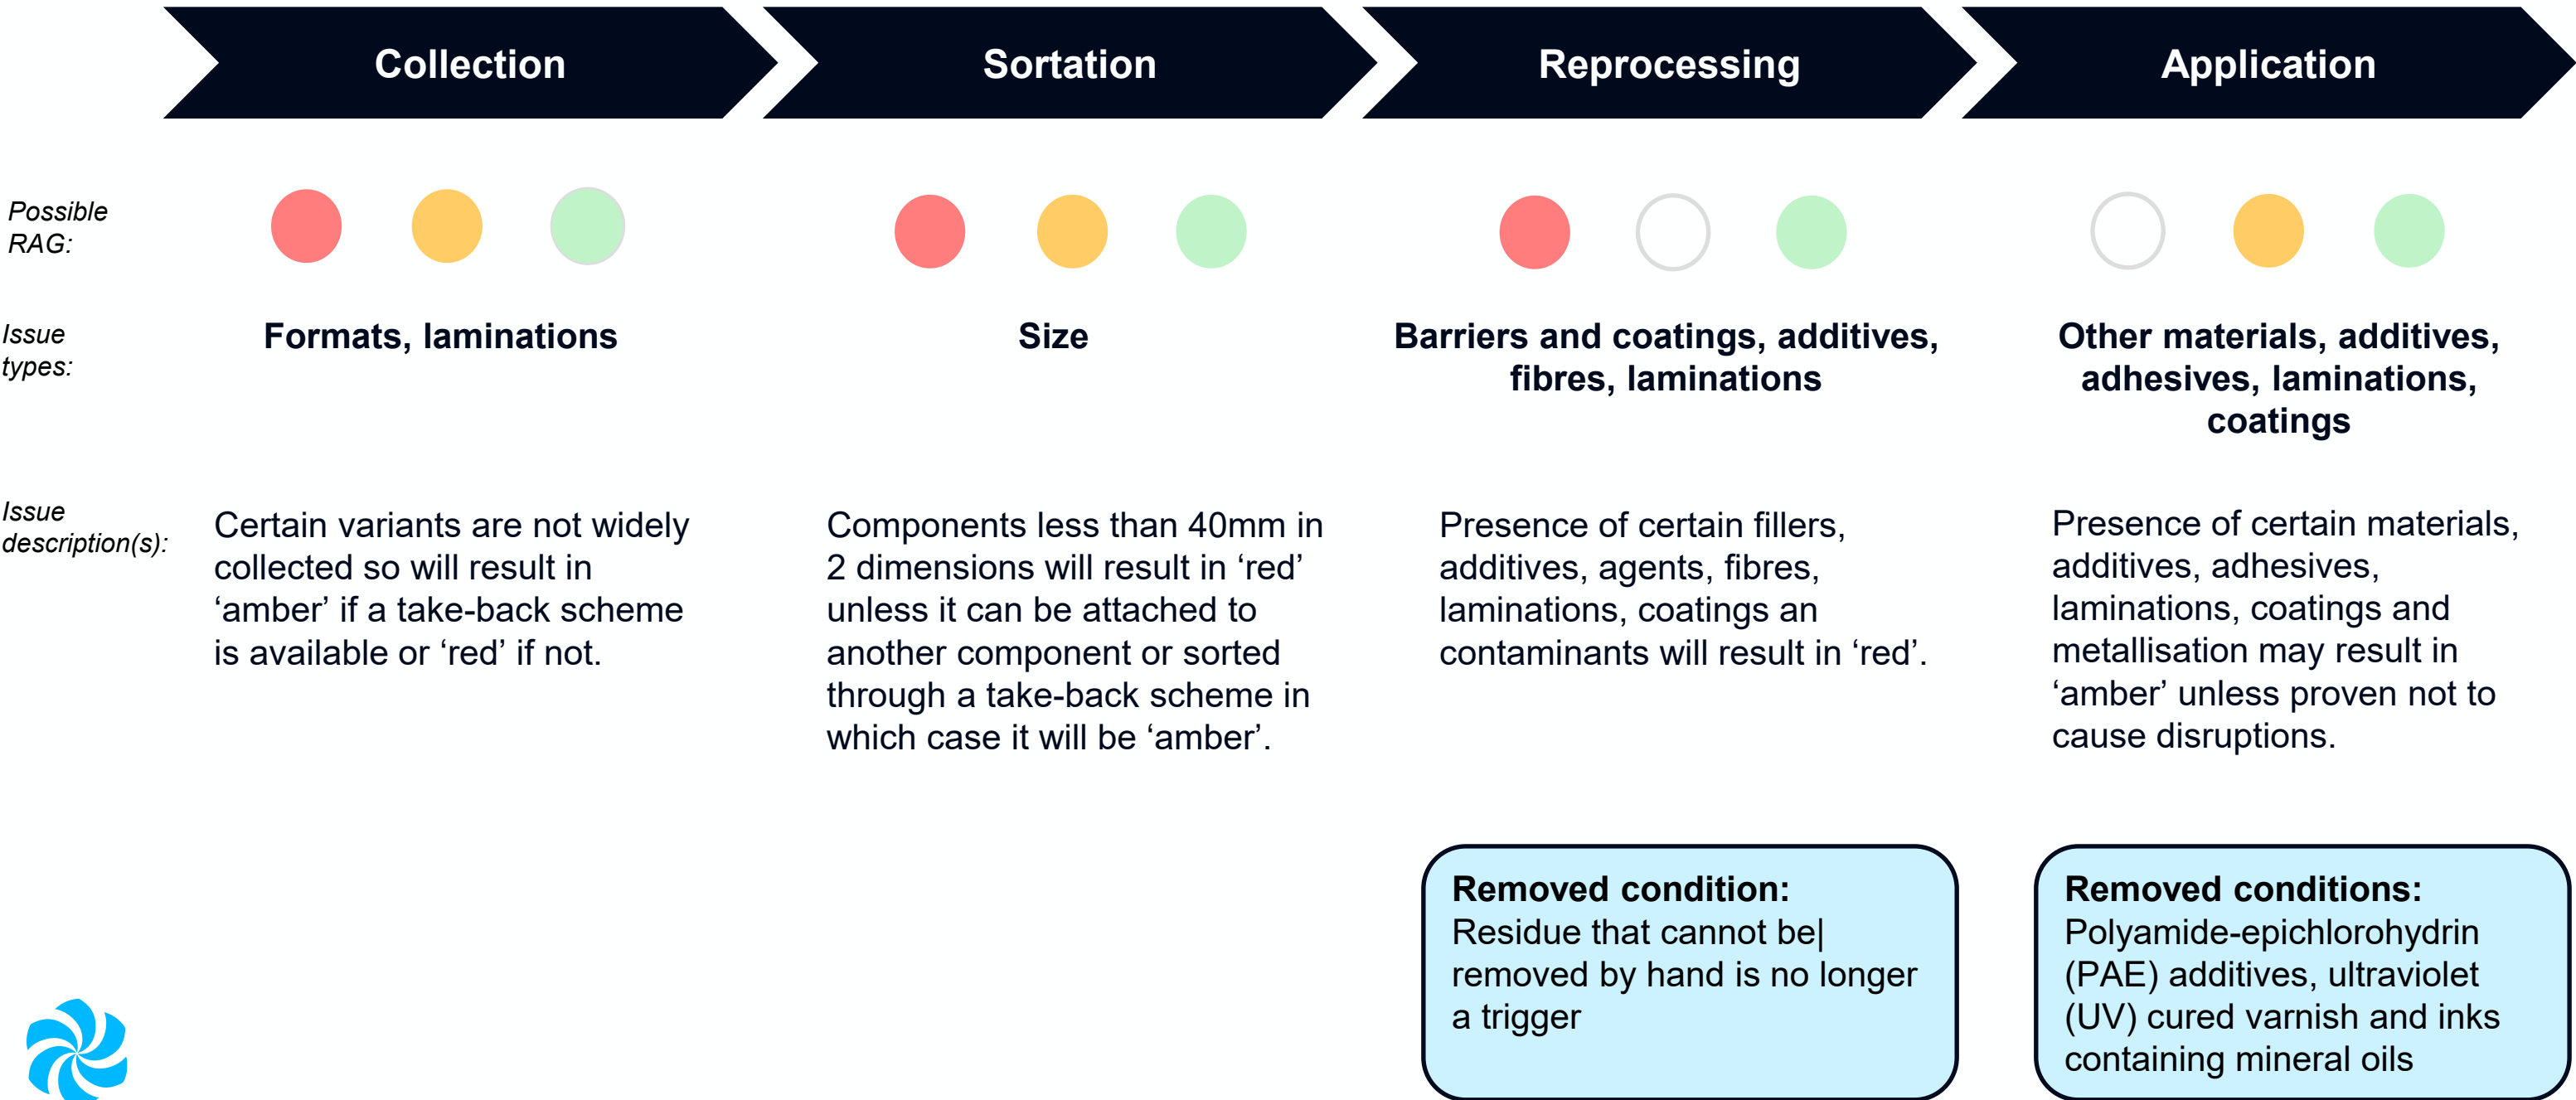 Collection
Sortation
Reprocessing
Application
Possible
RAG:
Issue
types:
Formats, laminations
Size
Barriers and coatings, additives,
fibres, laminations
Other materials, additives,
adhesives, laminations,
coatings
Issue
description(s):
Certain variants are not widely
collected so will result in
‘amber’ if a take-back scheme
is available or ‘red’ if not.
Components less than 40mm in
2 dimensions will result in ‘red’
unless it can be attached to
another component or sorted
through a take-back scheme in
which case it will be ‘amber’.
Presence of certain fillers,
additives, agents, fibres,
laminations, coatings an
contaminants will result in ‘red’.
Presence of certain materials,
additives, adhesives,
laminations, coatings and
metallisation may result in
‘amber’ unless proven not to
cause disruptions.
Removed condition:
Residue that cannot be|
removed by hand is no longer
a trigger
Removed conditions:
Polyamide-epichlorohydrin
(PAE) additives, ultraviolet
(UV) cured varnish and inks
containing mineral oils